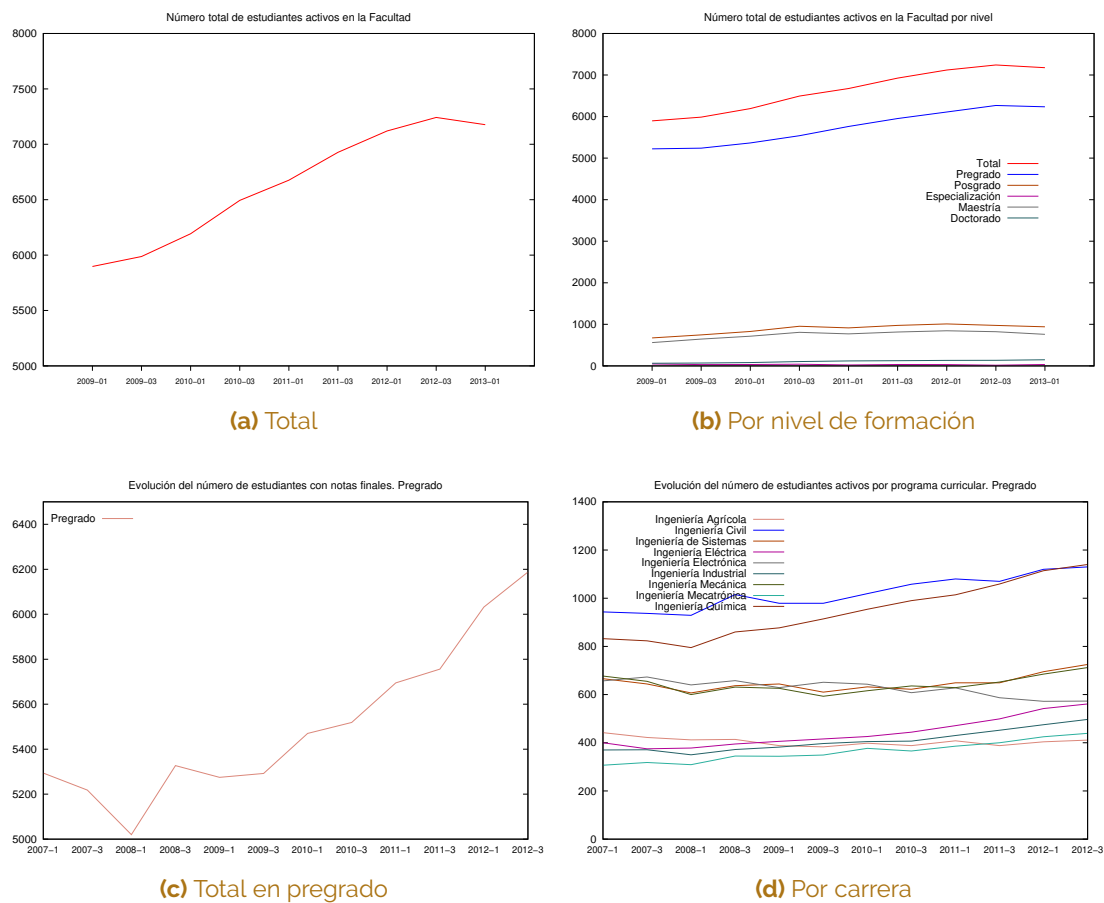 Número total de estudiantes activos en la Facultad
8000
7000
6500
6000
5500
5000
2009–01 2009–03 2010–01 2010–03 2011–01 2011–03 2012–01 2012–03 2013–01
(a) Total
Número total de estudiantes activos en la Facultad por nivel
8000
7000
6000
5000
4000
3000
2000
1000
0
Total
Pregrado
Posgrado
Especialización
Maestría
Doctorado
2009–01 2009–03 2010–01 2010–03 2011–01 2011–03 2012–01 2012–03 2013–01
(b) Por nivel de formación
Evolución del número de estudiantes con notas finales. Pregrado
Pregrado
6400
6200
6000
5800
5600
5400
5200
5000
2007–1 2007–3 2008–1 2008–3 2009–1 2009–3 2010–1 2010–3 2011–1 2011–3 2012–1 2012–3
(c) Total en pregrado
Evolución del número de estudiantes activos por programa curricular. Pregrado
1400
1200
1000
800
600
400
200
0
Ingeniería Agrícola
Ingeniería Civil
Ingeniería de Sistemas
Ingeniería Eléctrica
Ingeniería Electrónica
Ingeniería Industrial
Ingeniería Mecánica
Ingeniería Mecatrónica
Ingeniería Química
2007–1 2007–3 2008–1 2008–3 2009–1 2009–3 2010–1 2010–3 2011–1 2011–3 2012–1 2012–3
(d) Por carrera